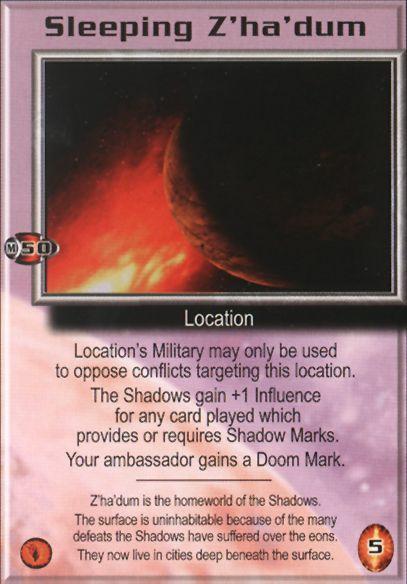 Sleeping Z'ha'dum
M 50
Location
Location's Military may only be used
to oppose conflicts targeting this location.
The Shadows gain +1 Influence
for any card played which
provides or requires Shadow Marks.
Your ambassador gains a Doom Mark.
Z'ha'dum is the homeworld of the Shadows.
The surface is uninhabitable because of the many
defeats the Shadows have suffered over the eons.
They now live in cities deep beneath the surface.
5